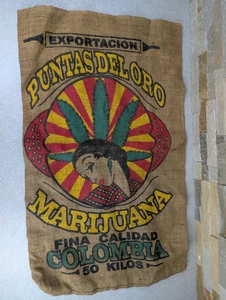 EXPORTACION
PUNTAS DEL ORO
MARIJUANA
FINA CALIDAD
COLOMBIA
50 KILOS